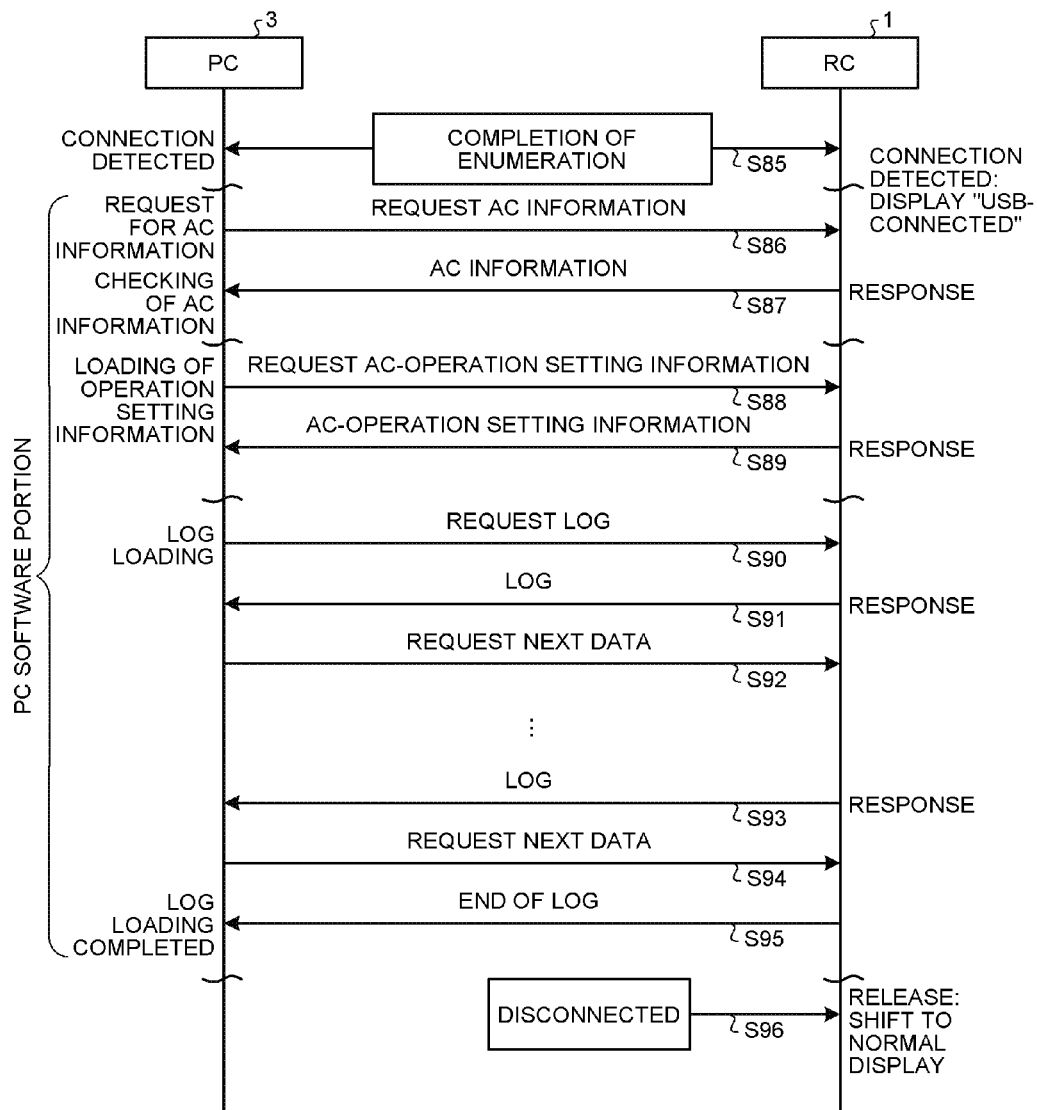 3
1
PC
RC
CONNECTION
DETECTED
COMPLETION OF
ENUMERATION
S85
CONNECTION
DETECTED:
DISPLAY "USB-
CONNECTED"
REQUEST
FOR AC
INFORMATION
REQUEST AC INFORMATION
S86
CHECKING
OF AC
INFORMATION
AC INFORMATION
S87
RESPONSE
LOADING OF
OPERATION
SETTING
INFORMATION
REQUEST AC-OPERATION SETTING INFORMATION
S88
AC-OPERATION SETTING INFORMATION
S89
RESPONSE
PC SOFTWARE PORTION
LOG
LOADING
REQUEST LOG
S90
LOG
S91
RESPONSE
REQUEST NEXT DATA
S92
⋮
LOG
S93
RESPONSE
REQUEST NEXT DATA
S94
LOG
LOADING
COMPLETED
END OF LOG
S95
DISCONNECTED
S96
RELEASE:
SHIFT TO
NORMAL
DISPLAY